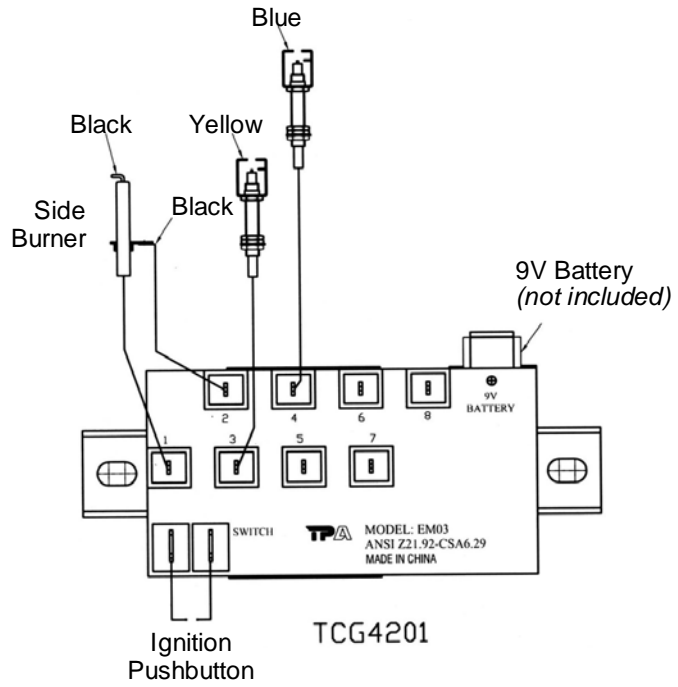 Blue
Black
Yellow
Side
Burner
Black
9V Battery
(not included)
2
4
6
8
9V
BATTERY
1
3
5
7
SWITCH
TPA
MODEL: EM03
ANSI Z21.92-CSA6.29
MADE IN CHINA
Ignition
Pushbutton
TCG4201